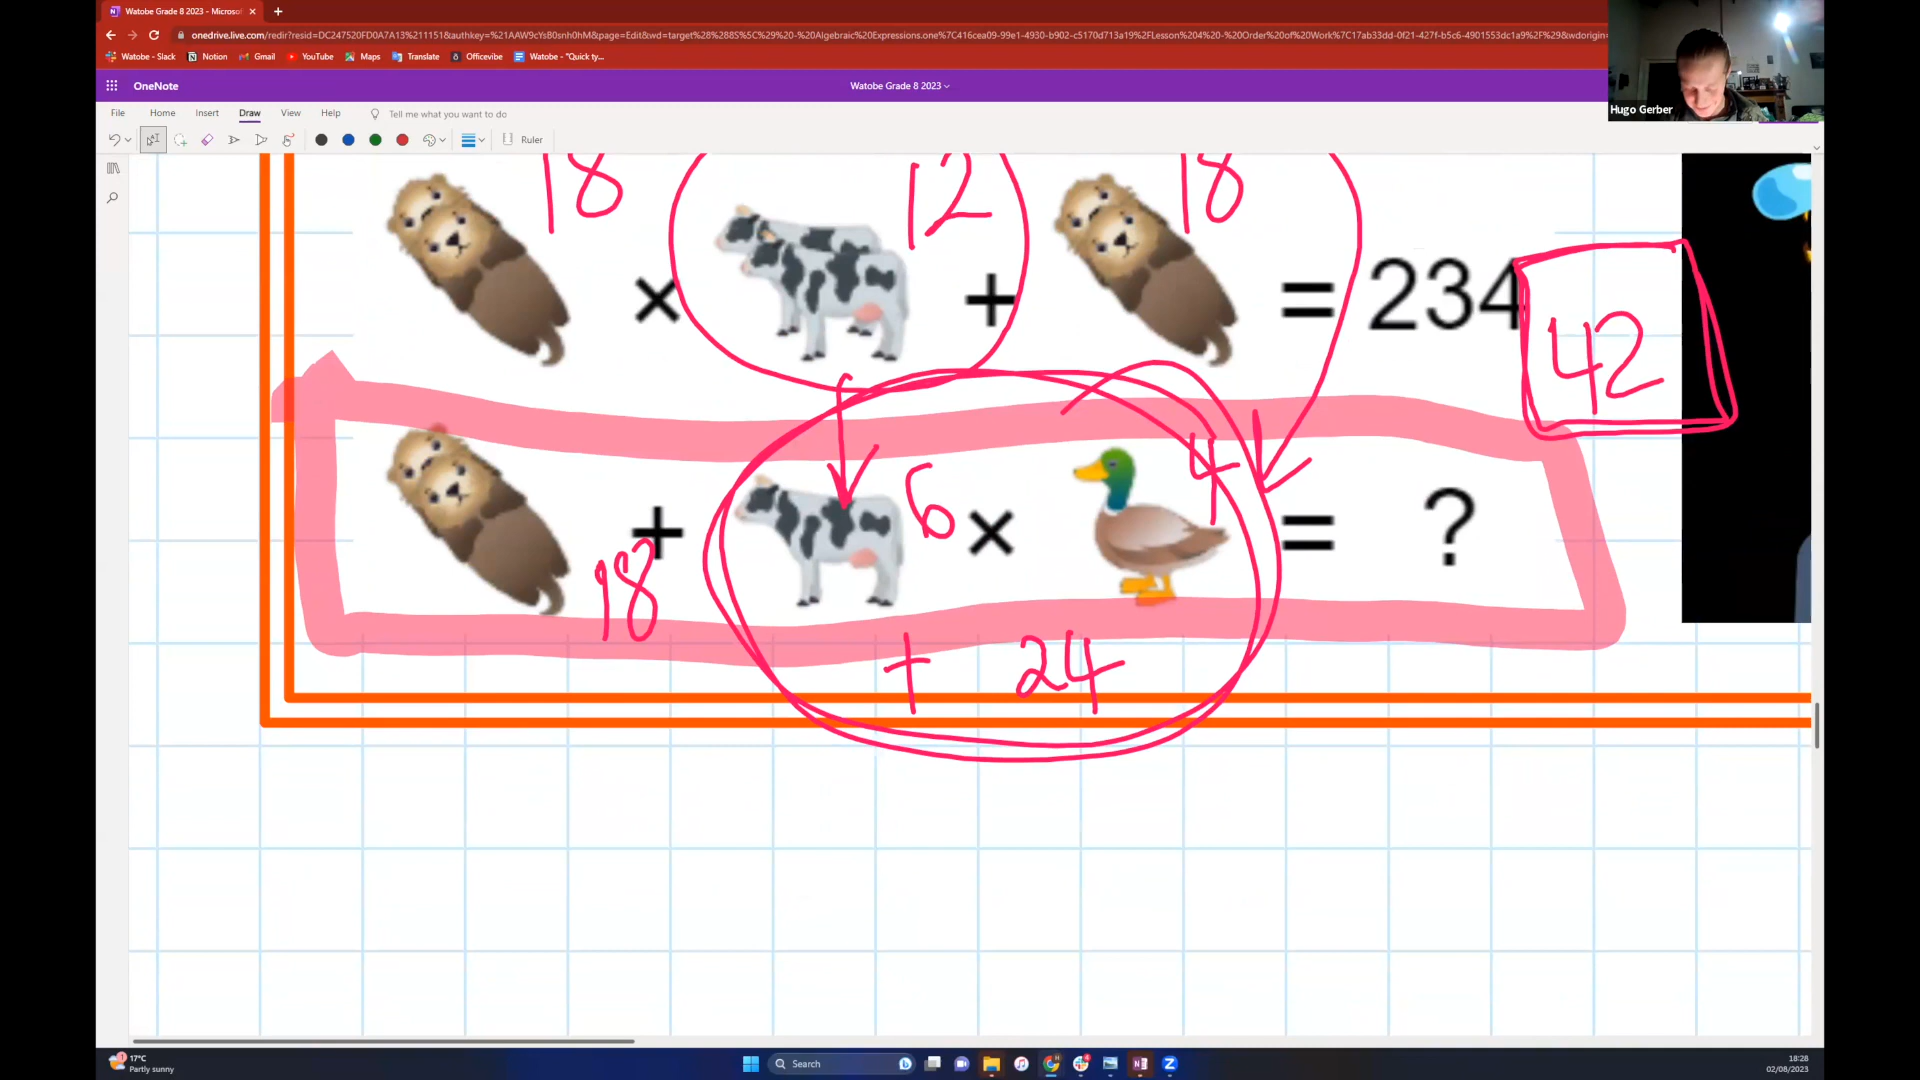 Watobe Grade 8 2023 - Microso
onedrive.live.com/redir?resid=DC247520FD0A7A13%211151&authkey=%21AAW9cYsB0snh0hM&page=Edit&wd=target%28%288S%5C%29%20-%20Algebraic%20Expressions.one%7C416cea09-99e1-4930-b902-c5170d713a19%2FLesson%204%20-%20Order%20of%20Work%7C17ab33dd-0f21-427f-b5c6-4901553dc1a9%2F%29&wdorigin=
Watobe - Slack Notion Gmail YouTube Maps Translate Officevibe Watobe - "Quick ty...
OneNote Watobe Grade 8 2023
Hugo Gerber
File Home Insert Draw View Help Tell me what you want to do
Ruler
18 12 18
× + = 234
42
6 4
+ × = ?
18
+ 24
17°C
Partly sunny
Search
18:28
02/08/2023